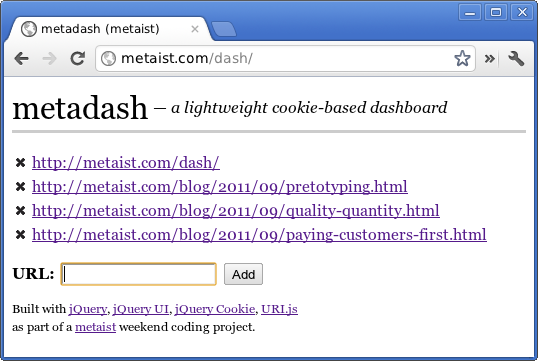 metadash (metaist)
metaist.com/dash/
metadash — a lightweight cookie-based dashboard
http://metaist.com/dash/
http://metaist.com/blog/2011/09/pretotyping.html
http://metaist.com/blog/2011/09/quality-quantity.html
http://metaist.com/blog/2011/09/paying-customers-first.html
URL: Add
Built with jQuery, jQuery UI, jQuery Cookie, URI.js
as part of a metaist weekend coding project.